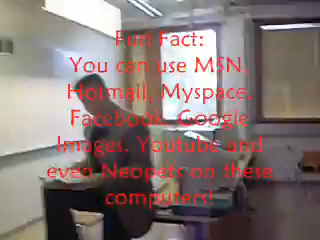 Fun Fact:
You can use MSN,
Hotmail, Myspace,
Facebook, Google
Images, Youtube and
even Neopets on these
computers!